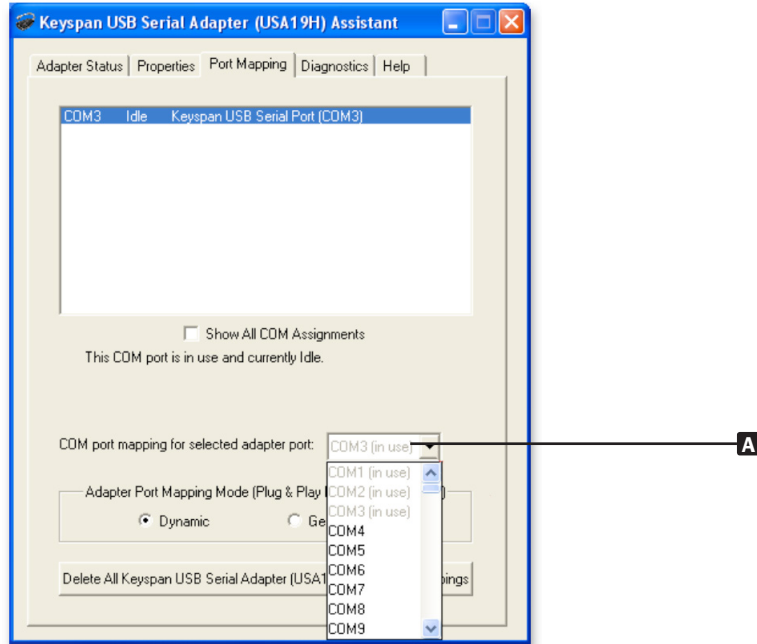 Keyspan USB Serial Adapter (USA19H) Assistant
Adapter Status Properties Port Mapping Diagnostics Help
COM3 Idle Keyspan USB Serial Port (COM3)
Show All COM Assignments
This COM port is in use and currently Idle.
COM port mapping for selected adapter port: COM3 (in use)
A
COM1 (in use)
Adapter Port Mapping Mode (Plug & Play
COM2 (in use)
COM3 (in use)
Dynamic Ge
COM4
COM5
COM6
Delete All Keyspan USB Serial Adapter (USA1 ings
COM7
COM8
COM9